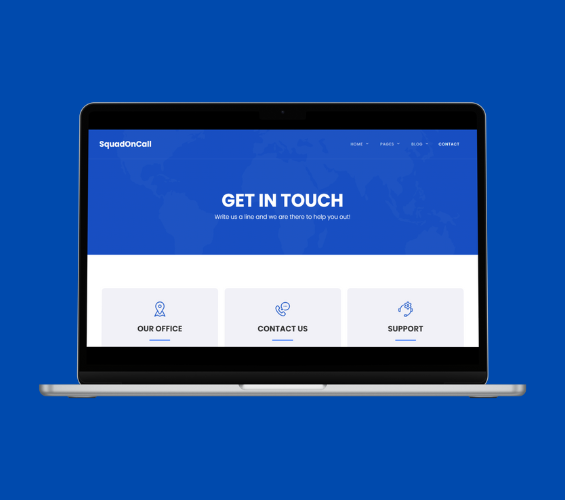 SquadOnCall
HOME PAGES BLOG CONTACT
GET IN TOUCH
Write us a line and we are there to help you out!
OUR OFFICE
CONTACT US
SUPPORT